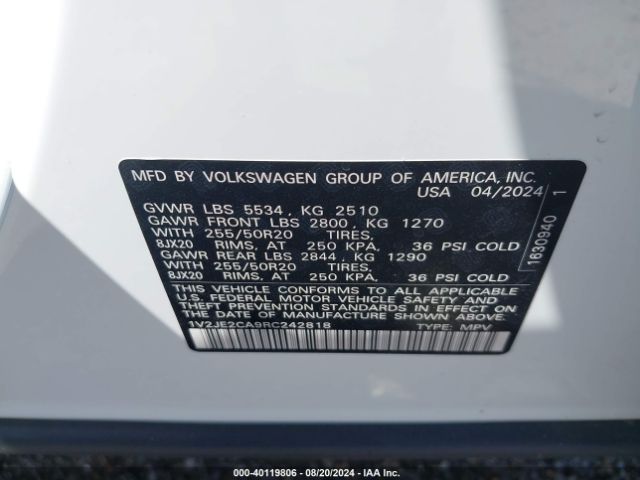 MFD BY VOLKSWAGEN GROUP OF AMERICA, INC.
USA 04/2024
GVWR LBS 5534 , KG 2510
GAWR FRONT LBS 2800 , KG 1270
WITH 255/50R20 TIRES,
8JX20 RIMS, AT 250 KPA, 36 PSI COLD
GAWR REAR LBS 2844 , KG 1290
WITH 255/50R20 TIRES,
8JX20 RIMS, AT 250 KPA, 36 PSI COLD
THIS VEHICLE CONFORMS TO ALL APPLICABLE
U.S. FEDERAL MOTOR VEHICLE SAFETY AND
THEFT PREVENTION STANDARDS IN EFFECT ON
DATE OF MANUFACTURE SHOWN ABOVE.
1V2JE2CA9RC242818 TYPE: MPV
1630940 1
000-40119806 - 08/20/2024 - IAA Inc.